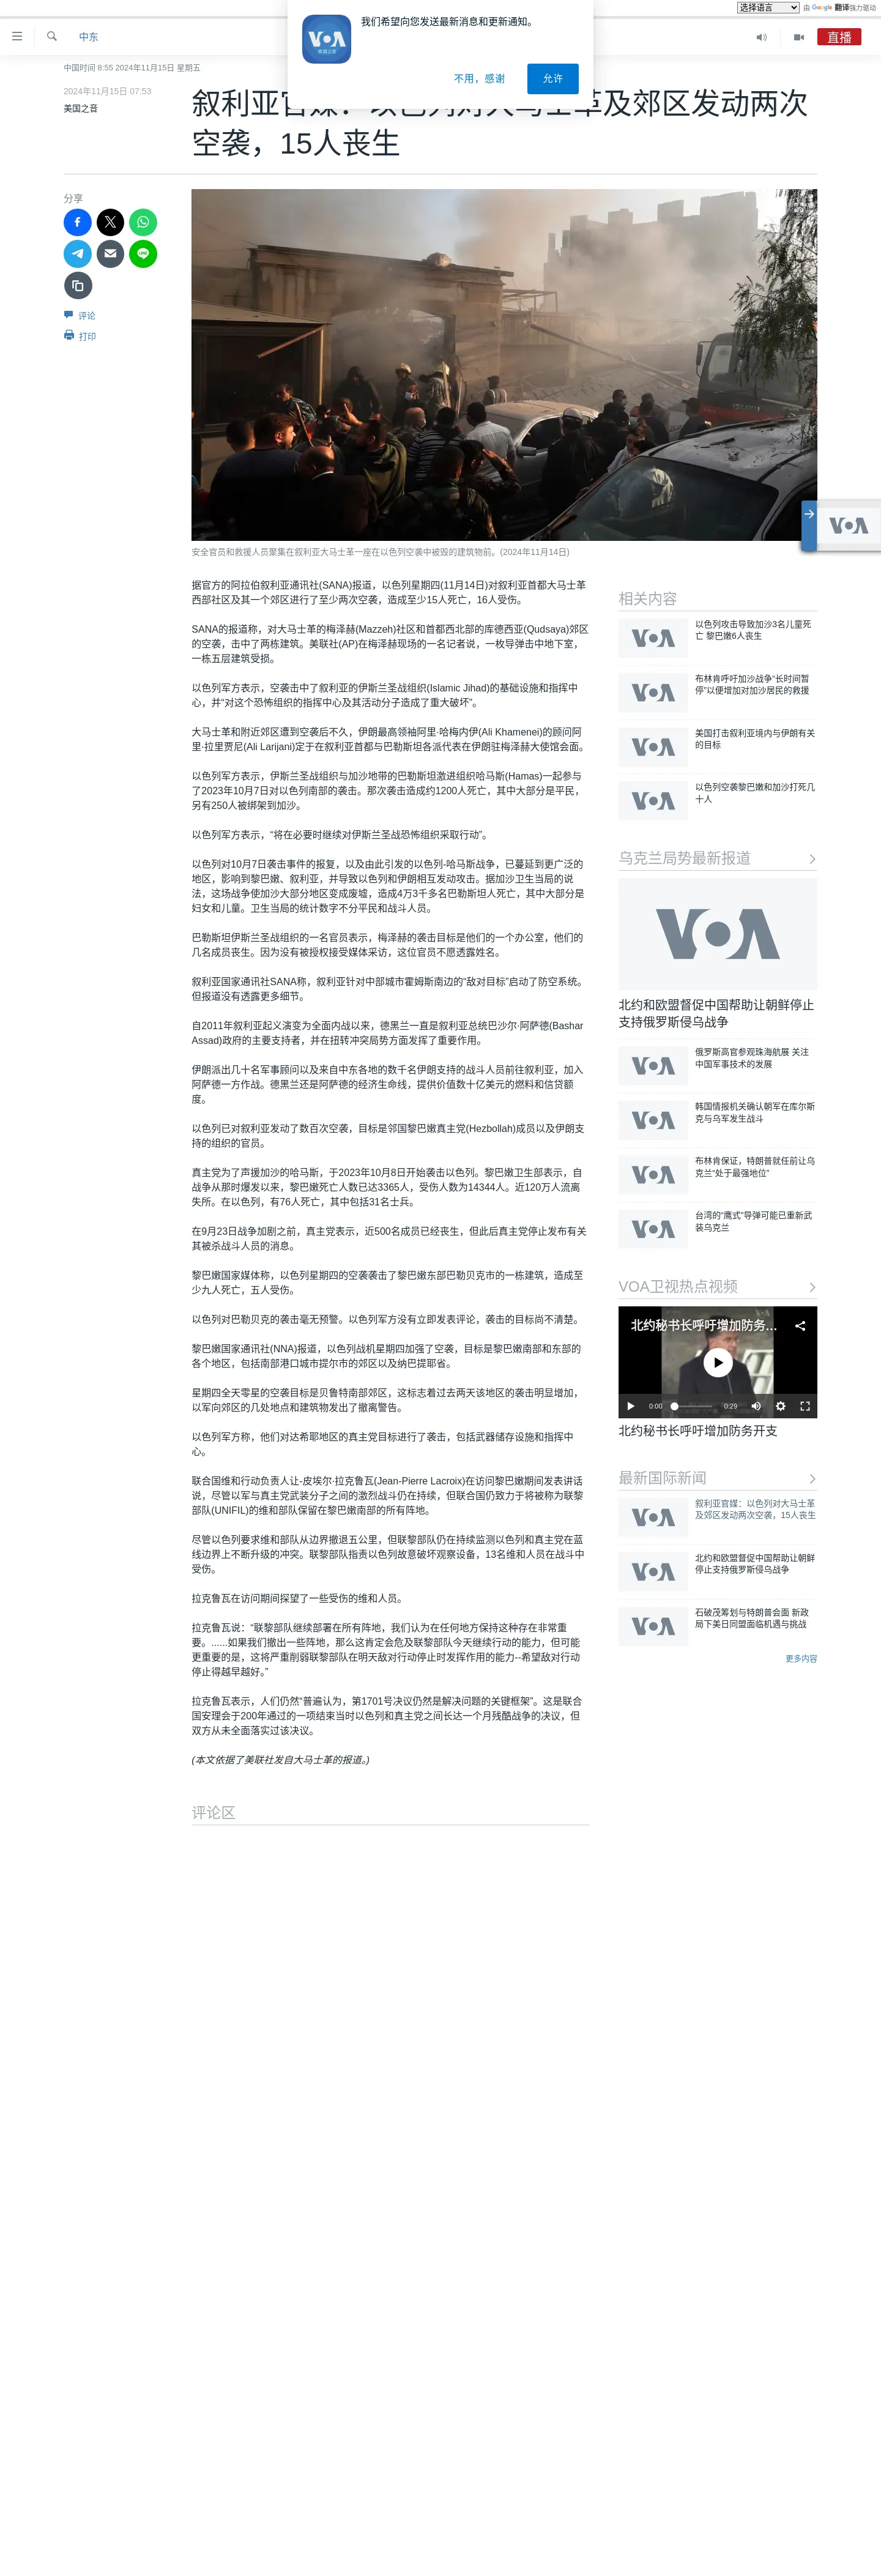 选择语言 由 Google 翻译强力驱动
我们希望向您发送最新消息和更新通知。
VOA
美国之音
不用，感谢 允许
中东
直播
中国时间 8:55 2024年11月15日 星期五
2024年11月15日 07:53
美国之音
叙利亚官媒：以色列对大马士革及郊区发动两次
空袭，15人丧生
分享
评论
打印
ISUZU
安全官员和救援人员聚集在叙利亚大马士革一座在以色列空袭中被毁的建筑物前。(2024年11月14日)
VOA
据官方的阿拉伯叙利亚通讯社(SANA)报道，以色列星期四(11月14日)对叙利亚首都大马士革
西部社区及其一个郊区进行了至少两次空袭，造成至少15人死亡，16人受伤。
SANA的报道称，对大马士革的梅泽赫(Mazzeh)社区和首都西北部的库德西亚(Qudsaya)郊区
的空袭，击中了两栋建筑。美联社(AP)在梅泽赫现场的一名记者说，一枚导弹击中地下室，
一栋五层建筑受损。
以色列军方表示，空袭击中了叙利亚的伊斯兰圣战组织(Islamic Jihad)的基础设施和指挥中
心，并“对这个恐怖组织的指挥中心及其活动分子造成了重大破坏”。
大马士革和附近郊区遭到空袭后不久，伊朗最高领袖阿里·哈梅内伊(Ali Khamenei)的顾问阿
里·拉里贾尼(Ali Larijani)定于在叙利亚首都与巴勒斯坦各派代表在伊朗驻梅泽赫大使馆会面。
以色列军方表示，伊斯兰圣战组织与加沙地带的巴勒斯坦激进组织哈马斯(Hamas)一起参与
了2023年10月7日对以色列南部的袭击。那次袭击造成约1200人死亡，其中大部分是平民，
另有250人被绑架到加沙。
以色列军方表示，“将在必要时继续对伊斯兰圣战恐怖组织采取行动”。
以色列对10月7日袭击事件的报复，以及由此引发的以色列-哈马斯战争，已蔓延到更广泛的
地区，影响到黎巴嫩、叙利亚，并导致以色列和伊朗相互发动攻击。据加沙卫生当局的说
法，这场战争使加沙大部分地区变成废墟，造成4万3千多名巴勒斯坦人死亡，其中大部分是
妇女和儿童。卫生当局的统计数字不分平民和战斗人员。
巴勒斯坦伊斯兰圣战组织的一名官员表示，梅泽赫的袭击目标是他们的一个办公室，他们的
几名成员丧生。因为没有被授权接受媒体采访，这位官员不愿透露姓名。
叙利亚国家通讯社SANA称，叙利亚针对中部城市霍姆斯南边的“敌对目标”启动了防空系统。
但报道没有透露更多细节。
自2011年叙利亚起义演变为全面内战以来，德黑兰一直是叙利亚总统巴沙尔·阿萨德(Bashar
Assad)政府的主要支持者，并在扭转冲突局势方面发挥了重要作用。
伊朗派出几十名军事顾问以及来自中东各地的数千名伊朗支持的战斗人员前往叙利亚，加入
阿萨德一方作战。德黑兰还是阿萨德的经济生命线，提供价值数十亿美元的燃料和信贷额
度。
以色列已对叙利亚发动了数百次空袭，目标是邻国黎巴嫩真主党(Hezbollah)成员以及伊朗支
持的组织的官员。
真主党为了声援加沙的哈马斯，于2023年10月8日开始袭击以色列。黎巴嫩卫生部表示，自
战争从那时爆发以来，黎巴嫩死亡人数已达3365人，受伤人数为14344人。近120万人流离
失所。在以色列，有76人死亡，其中包括31名士兵。
在9月23日战争加剧之前，真主党表示，近500名成员已经丧生，但此后真主党停止发布有关
其被杀战斗人员的消息。
黎巴嫩国家媒体称，以色列星期四的空袭袭击了黎巴嫩东部巴勒贝克市的一栋建筑，造成至
少九人死亡，五人受伤。
以色列对巴勒贝克的袭击毫无预警。以色列军方没有立即发表评论，袭击的目标尚不清楚。
黎巴嫩国家通讯社(NNA)报道，以色列战机星期四加强了空袭，目标是黎巴嫩南部和东部的
各个地区，包括南部港口城市提尔市的郊区以及纳巴提耶省。
星期四全天零星的空袭目标是贝鲁特南部郊区，这标志着过去两天该地区的袭击明显增加，
以军向郊区的几处地点和建筑物发出了撤离警告。
以色列军方称，他们对达希耶地区的真主党目标进行了袭击，包括武器储存设施和指挥中
心。
联合国维和行动负责人让-皮埃尔·拉克鲁瓦(Jean-Pierre Lacroix)在访问黎巴嫩期间发表讲话
说，尽管以军与真主党武装分子之间的激烈战斗仍在持续，但联合国仍致力于将被称为联黎
部队(UNIFIL)的维和部队保留在黎巴嫩南部的所有阵地。
尽管以色列要求维和部队从边界撤退五公里，但联黎部队仍在持续监测以色列和真主党在蓝
线边界上不断升级的冲突。联黎部队指责以色列故意破坏观察设备，13名维和人员在战斗中
受伤。
拉克鲁瓦在访问期间探望了一些受伤的维和人员。
拉克鲁瓦说：“联黎部队继续部署在所有阵地，我们认为在任何地方保持这种存在非常重
要。......如果我们撤出一些阵地，那么这肯定会危及联黎部队今天继续行动的能力，但可能
更重要的是，这将严重削弱联黎部队在明天敌对行动停止时发挥作用的能力--希望敌对行动
停止得越早越好。”
拉克鲁瓦表示，人们仍然“普遍认为，第1701号决议仍然是解决问题的关键框架”。这是联合
国安理会于200年通过的一项结束当时以色列和真主党之间长达一个月残酷战争的决议，但
双方从未全面落实过该决议。
(本文依据了美联社发自大马士革的报道。)
评论区
相关内容
VOA
以色列攻击导致加沙3名儿童死
亡 黎巴嫩6人丧生
VOA
布林肯呼吁加沙战争“长时间暂
停”以便增加对加沙居民的救援
VOA
美国打击叙利亚境内与伊朗有关
的目标
VOA
以色列空袭黎巴嫩和加沙打死几
十人
乌克兰局势最新报道
VOA
北约和欧盟督促中国帮助让朝鲜停止
支持俄罗斯侵乌战争
VOA
俄罗斯高官参观珠海航展 关注
中国军事技术的发展
VOA
韩国情报机关确认朝军在库尔斯
克与乌军发生战斗
VOA
布林肯保证，特朗普就任前让乌
克兰“处于最强地位”
VOA
台湾的“鹰式”导弹可能已重新武
装乌克兰
VOA卫视热点视频
北约秘书长呼吁增加防务...
VOA
0:00 0:29
北约秘书长呼吁增加防务开支
最新国际新闻
VOA
叙利亚官媒：以色列对大马士革
及郊区发动两次空袭，15人丧生
VOA
北约和欧盟督促中国帮助让朝鲜
停止支持俄罗斯侵乌战争
VOA
石破茂筹划与特朗普会面 新政
局下美日同盟面临机遇与挑战
更多内容